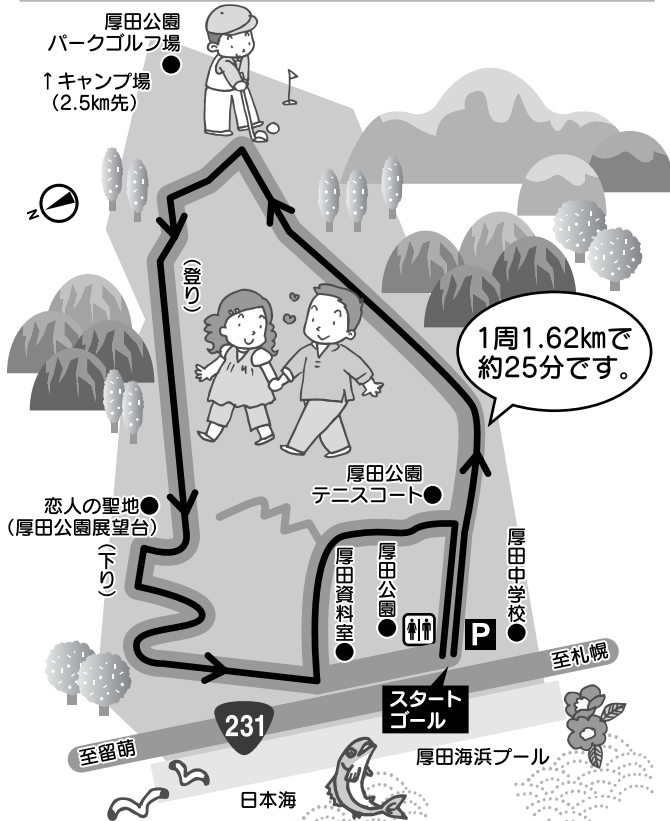 厚田公園
パークゴルフ場
↑キャンプ場
（2.5km先）
N
（登り）
1周1.62kmで
約25分です。
厚田公園
テニスコート
恋人の聖地
（厚田公園展望台）
（下り）
厚田資料室
厚田公園
厚田中学校
P
至札幌
スタート
ゴール
231
至留萌
厚田海浜プール
日本海